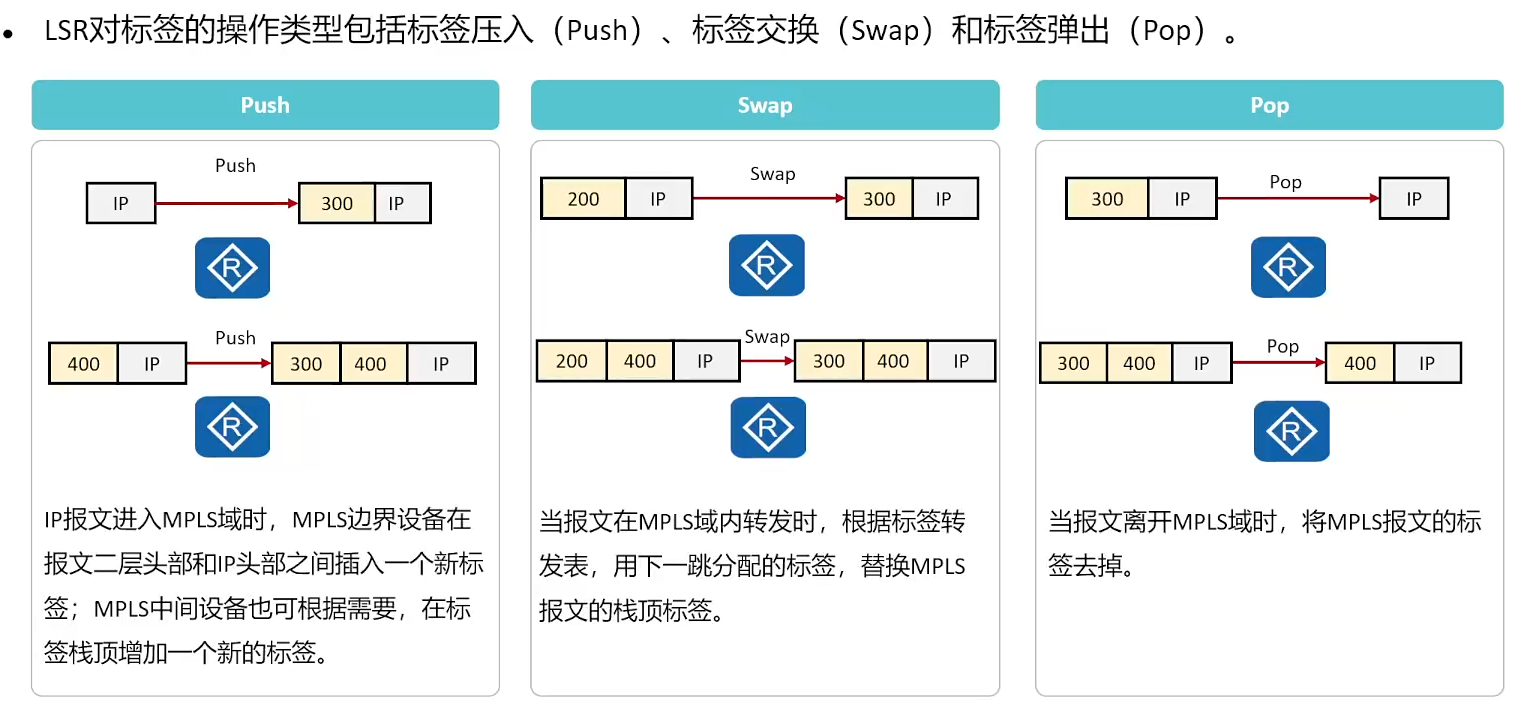 • LSR对标签的操作类型包括标签压入（Push）、标签交换（Swap）和标签弹出（Pop）。
Push
Push
IP
300 IP
R
Push
400 IP
300 400 IP
R
IP报文进入MPLS域时，MPLS边界设备在
报文二层头部和IP头部之间插入一个新标
签；MPLS中间设备也可根据需要，在标
签栈顶增加一个新的标签。
Swap
Swap
200 IP
300 IP
R
Swap
200 400 IP
300 400 IP
R
当报文在MPLS域内转发时，根据标签转
发表，用下一跳分配的标签，替换MPLS
报文的栈顶标签。
Pop
Pop
300 IP
IP
R
Pop
300 400 IP
400 IP
R
当报文离开MPLS域时，将MPLS报文的标
签去掉。